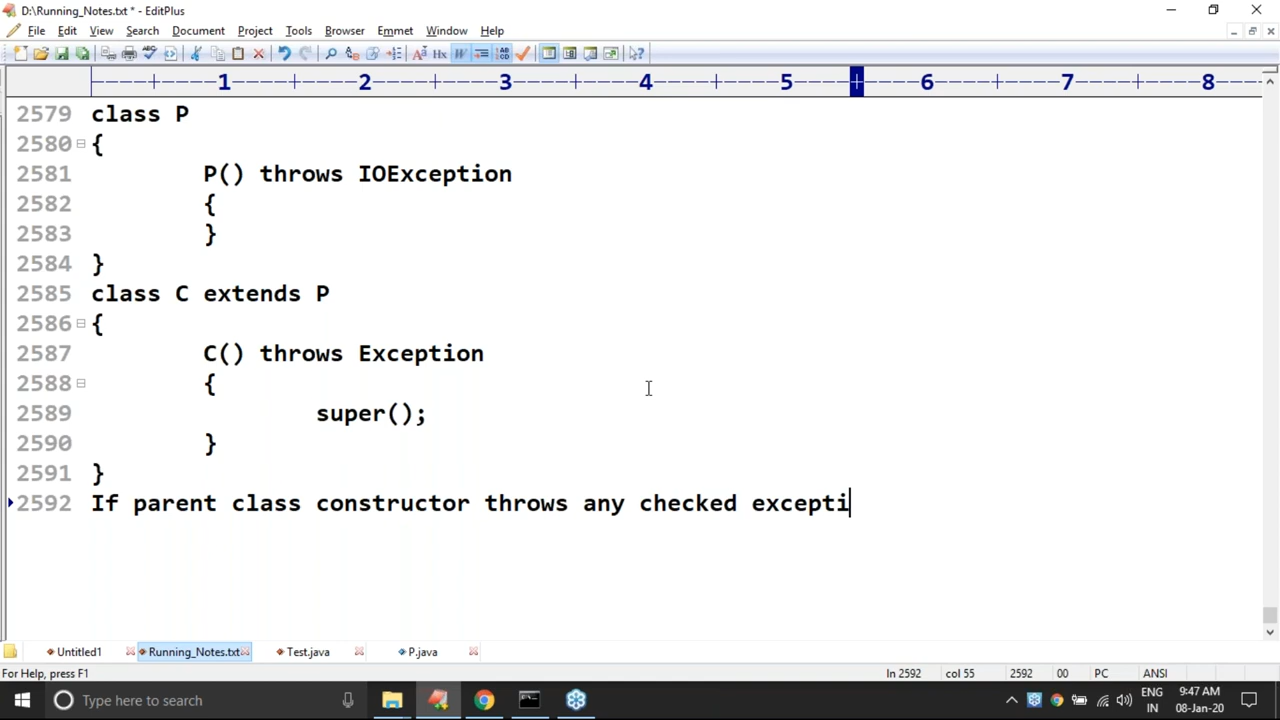 D:\Running_Notes.txt * - EditPlus
File Edit View Search Document Project Tools Browser Emmet Window Help
1 2 3 4 5 6 7 8
2579 class P
2580 {
2581 P() throws IOException
2582 {
2583 }
2584 }
2585 class C extends P
2586 {
2587 C() throws Exception
2588 {
2589 super();
2590 }
2591 }
2592 If parent class constructor throws any checked excepti
Untitled1 Running_Notes.txt Test.java P.java
For Help, press F1 ln 2592 col 55 2592 00 PC ANSI
Type here to search ENG IN 9:47 AM 08-Jan-20